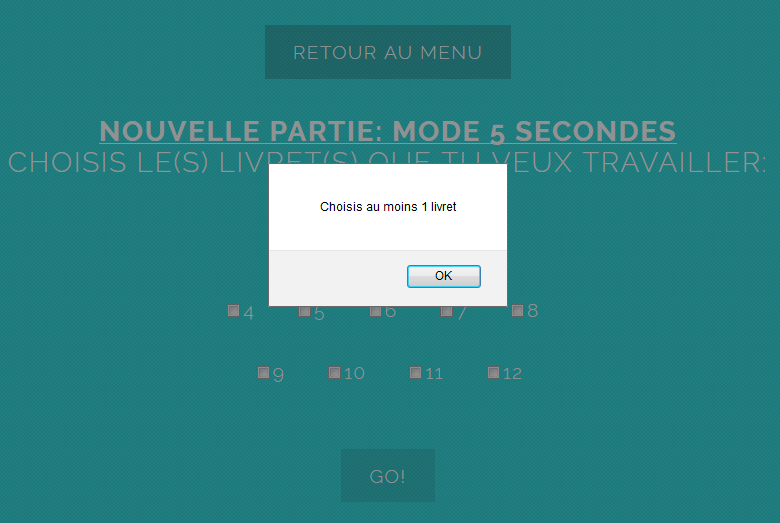 RETOUR AU MENU
NOUVELLE PARTIE: MODE 5 SECONDES
CHOISIS LE(S) LIVRET(S) QUE TU VEUX TRAVAILLER:
Choisis au moins 1 livret
OK
4 5 6 7 8
9 10 11 12
GO!